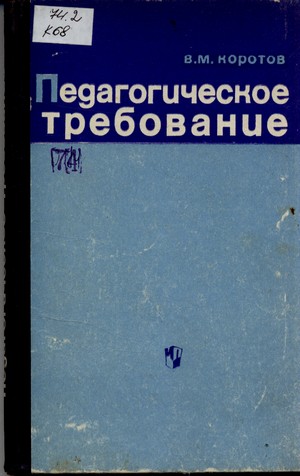 74.2
К68
В.М. Коротов
Педагогическое
требование